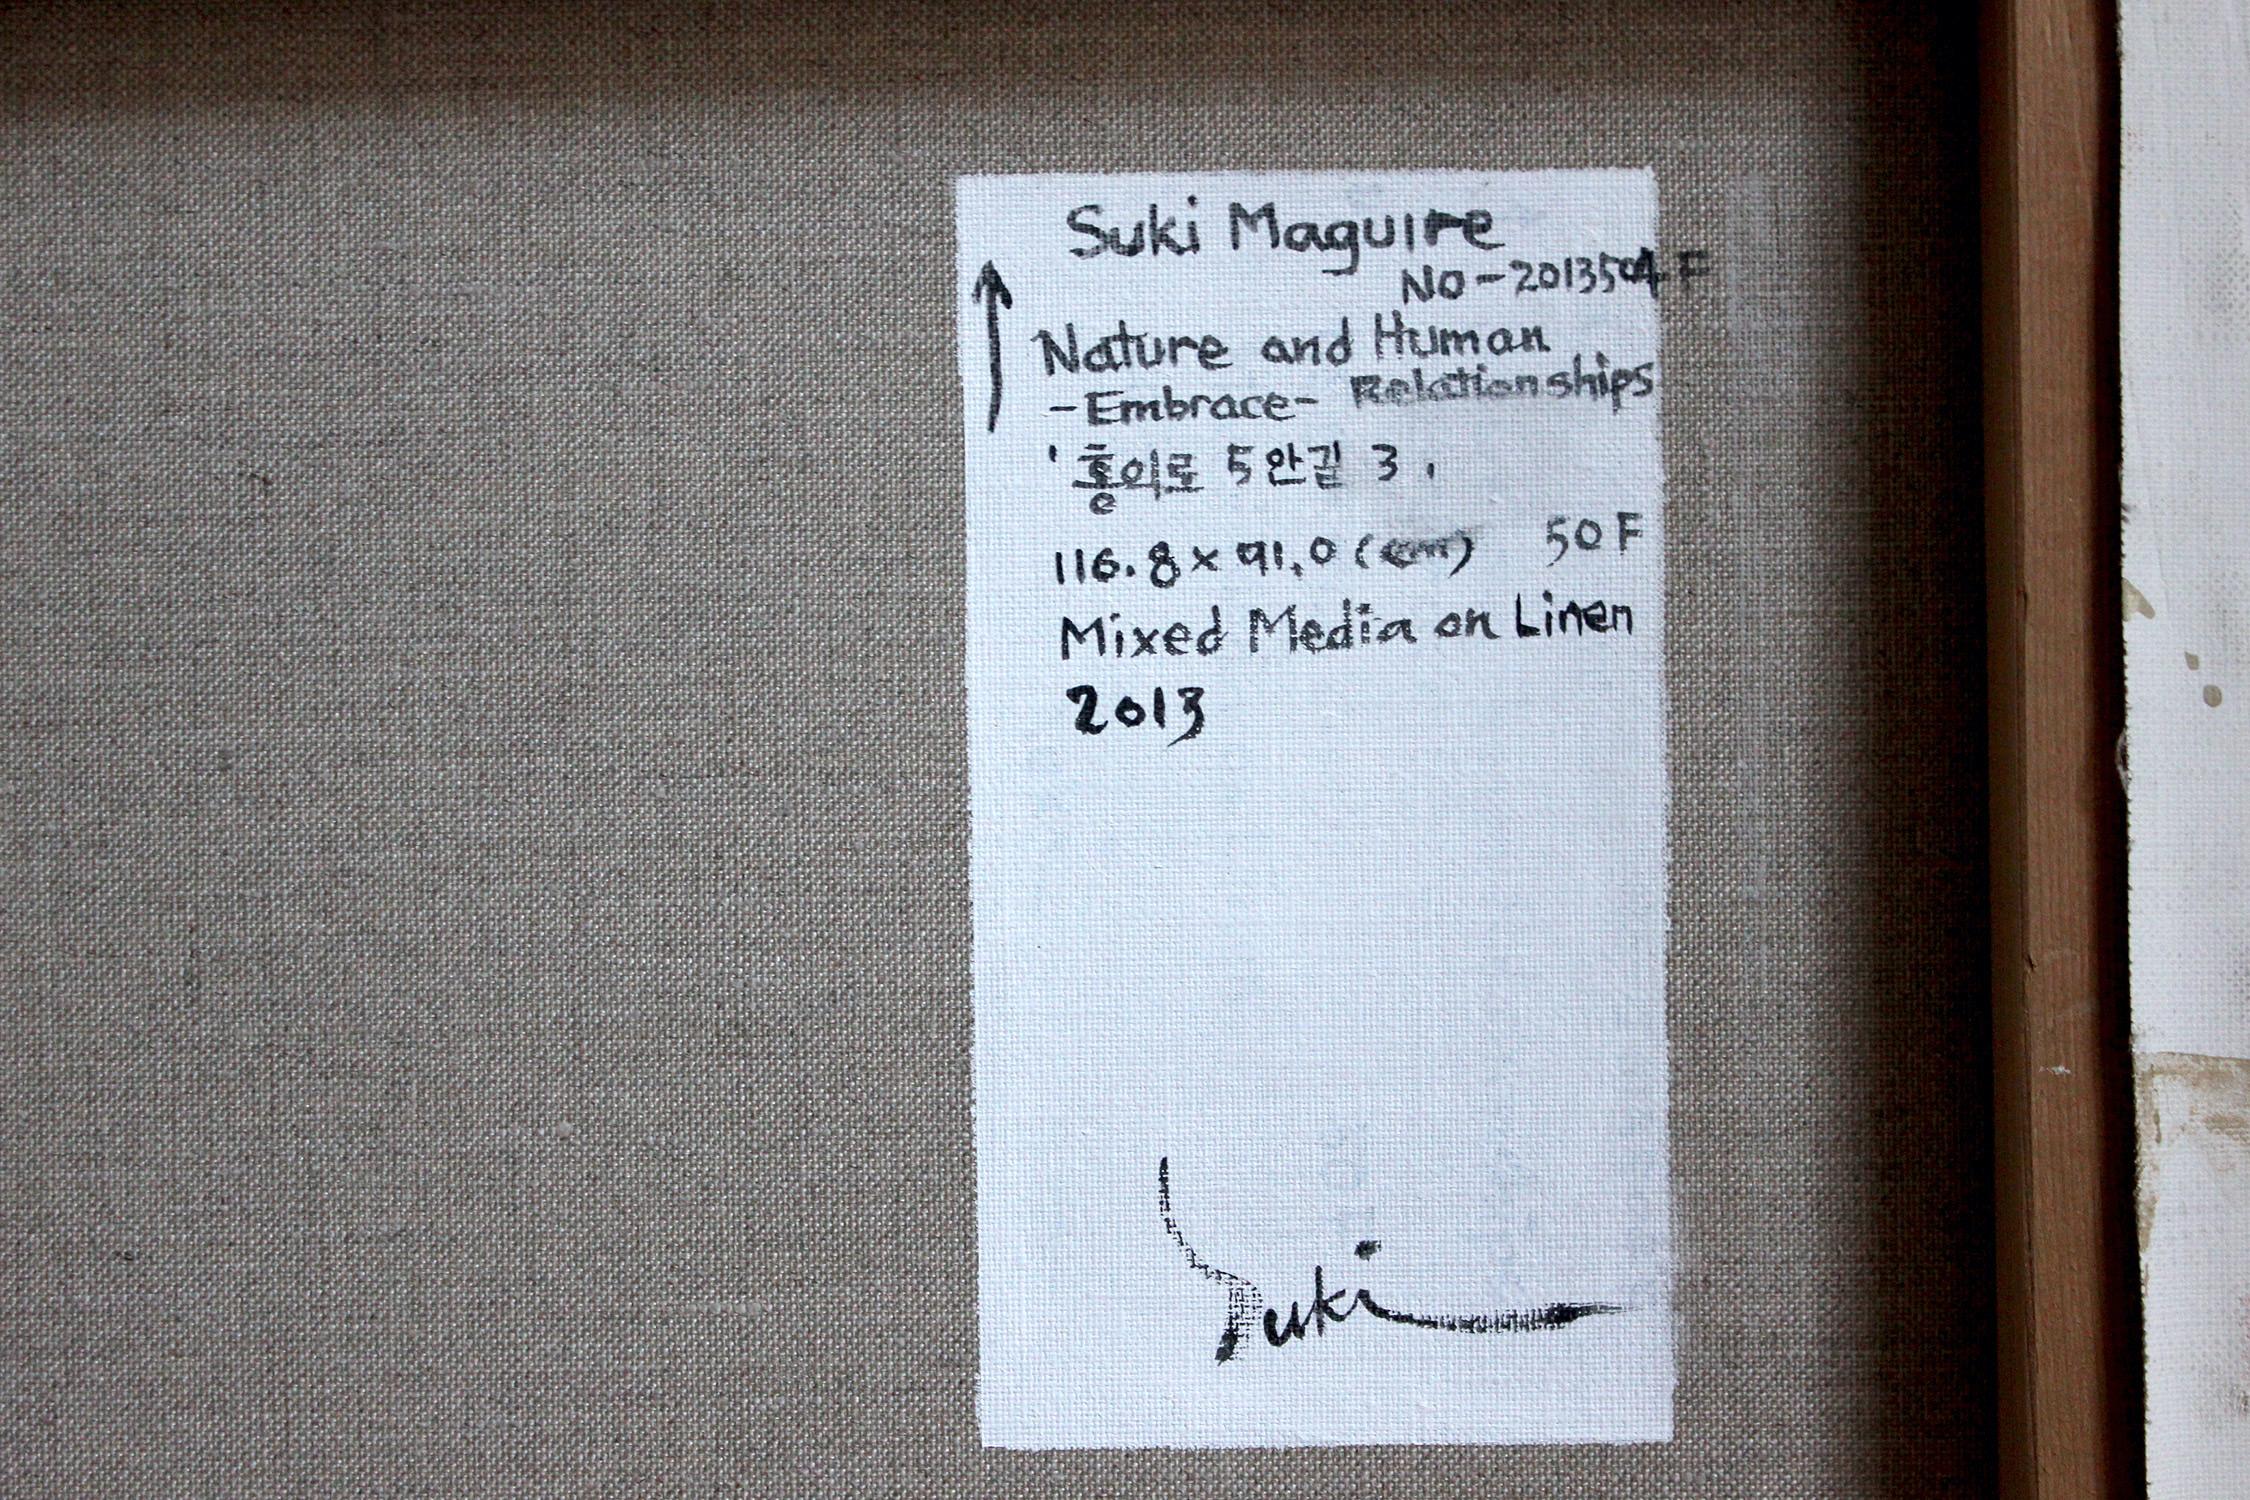 Suki Maguire
NO-2013504F
Nature and Human
-Embrace- Relationships
'홍의로 5안길 3,
116.8 x 91.0 (cm) 50F
Mixed Media on Linen
2013
Suki